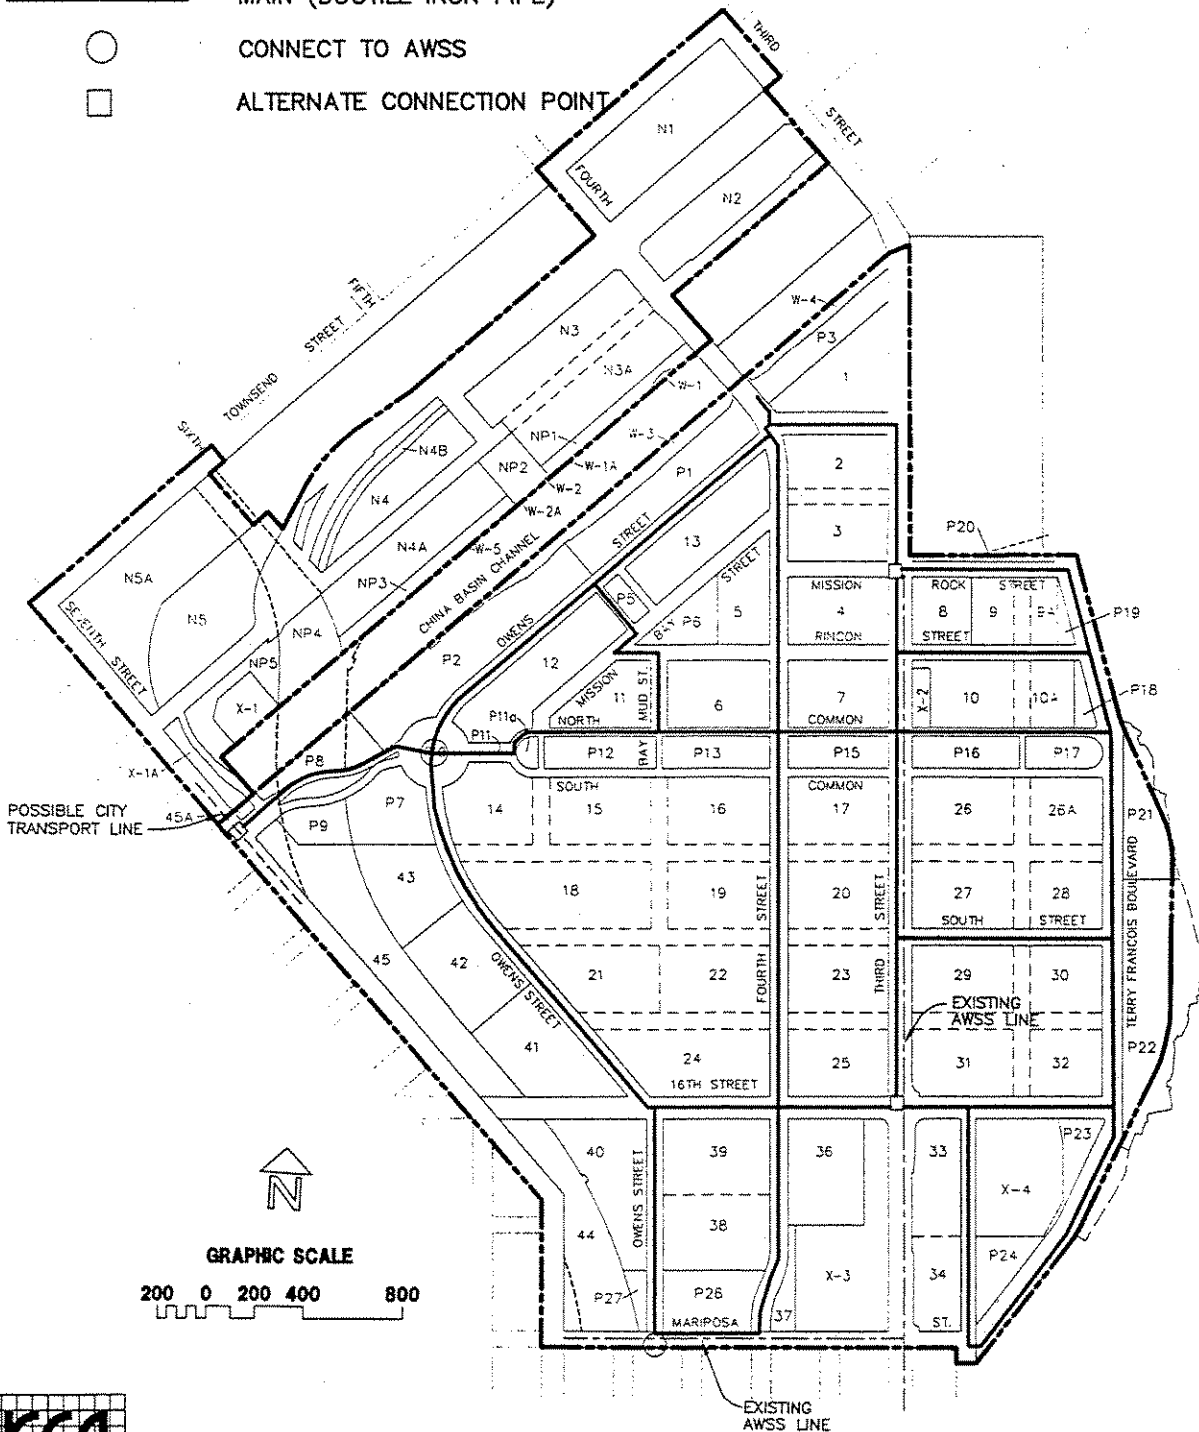 MAIN (DUCTILE IRON PIPE)
CONNECT TO AWSS
ALTERNATE CONNECTION POINT
THIRD
STREET
N1
FOURTH
N2
FIFTH
STREET
TOWNSEND
SIXTH
N3
N3A
W-4
P3
1
W-1
N4B
NP1
W-3
NP2
W-1A
W-2
P1
W-2A
N4
N4A
W-5
NP3
CHINA BASIN CHANNEL
STREET
OWENS
13
2
3
P20
N5A
N5
SEVENTH
STREET
NP4
NP5
X-1
X-1A
P2
P5
BAY
STREET
P6
5
MISSION
ROCK
STREET
4
8
9
9A
P19
RINCON
STREET
12
MISSION
11
MUD ST.
6
7
X-2
10
10A
P18
P11a
NORTH
COMMON
P11
P12
BAY
P13
P15
P16
P17
P8
SOUTH
COMMON
POSSIBLE CITY
TRANSPORT LINE
45A
P7
P9
14
15
16
17
26
26A
P21
43
18
19
FOURTH STREET
20
THIRD STREET
27
28
SOUTH
STREET
TERRY FRANCOIS BOULEVARD
45
42
OWENS STREET
21
22
23
29
30
EXISTING
AWSS LINE
41
24
25
31
32
P22
16TH STREET
40
39
36
33
P23
X-4
N
OWENS STREET
44
38
GRAPHIC SCALE
200 0 200 400 800
P27
P26
X-3
34
P24
MARIPOSA
37
ST.
EXISTING
AWSS LINE
KCA